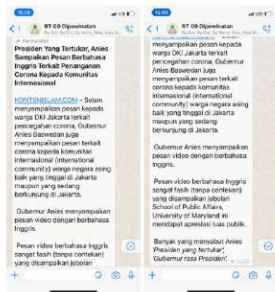 RT 09 Dipowinatan
Forwarded
Presiden Yang Tertukar, Anies
Sampaikan Pesan Berbahasa
Inggris Terkait Penanganan
Corona Kepada Komunitas
Internasional
KONTENISLAM.COM - Selain
menyampaikan pesan kepada
warga DKI Jakarta terkait
pencegahan corona, Gubernur
Anies Baswedan juga
menyampaikan pesan terkait
corona kepada komunitas
internasional (international
community) warga negara asing
baik yang tinggal di Jakarta
maupun yang sedang
berkunjung di Jakarta.
Gubernur Anies menyampaikan
pesan video dengan berbahasa
Inggris.
Pesan video berbahasa Inggris
sangat fasih (tanpa contekan)
yang disampaikan jebolan
RT 09 Dipowinatan
menyampaikan pesan kepada
warga DKI Jakarta terkait
pencegahan corona, Gubernur
Anies Baswedan juga
menyampaikan pesan terkait
corona kepada komunitas
internasional (international
community) warga negara asing
baik yang tinggal di Jakarta
maupun yang sedang
berkunjung di Jakarta.
Gubernur Anies menyampaikan
pesan video dengan berbahasa
Inggris.
Pesan video berbahasa Inggris
sangat fasih (tanpa contekan)
yang disampaikan jebolan
School of Public Affairs,
University of Maryland ini
mendapat apresiasi luas publik.
Banyak yang menyebut Anies
'Presiden yang tertukar',
'Gubernur rasa Presiden'.